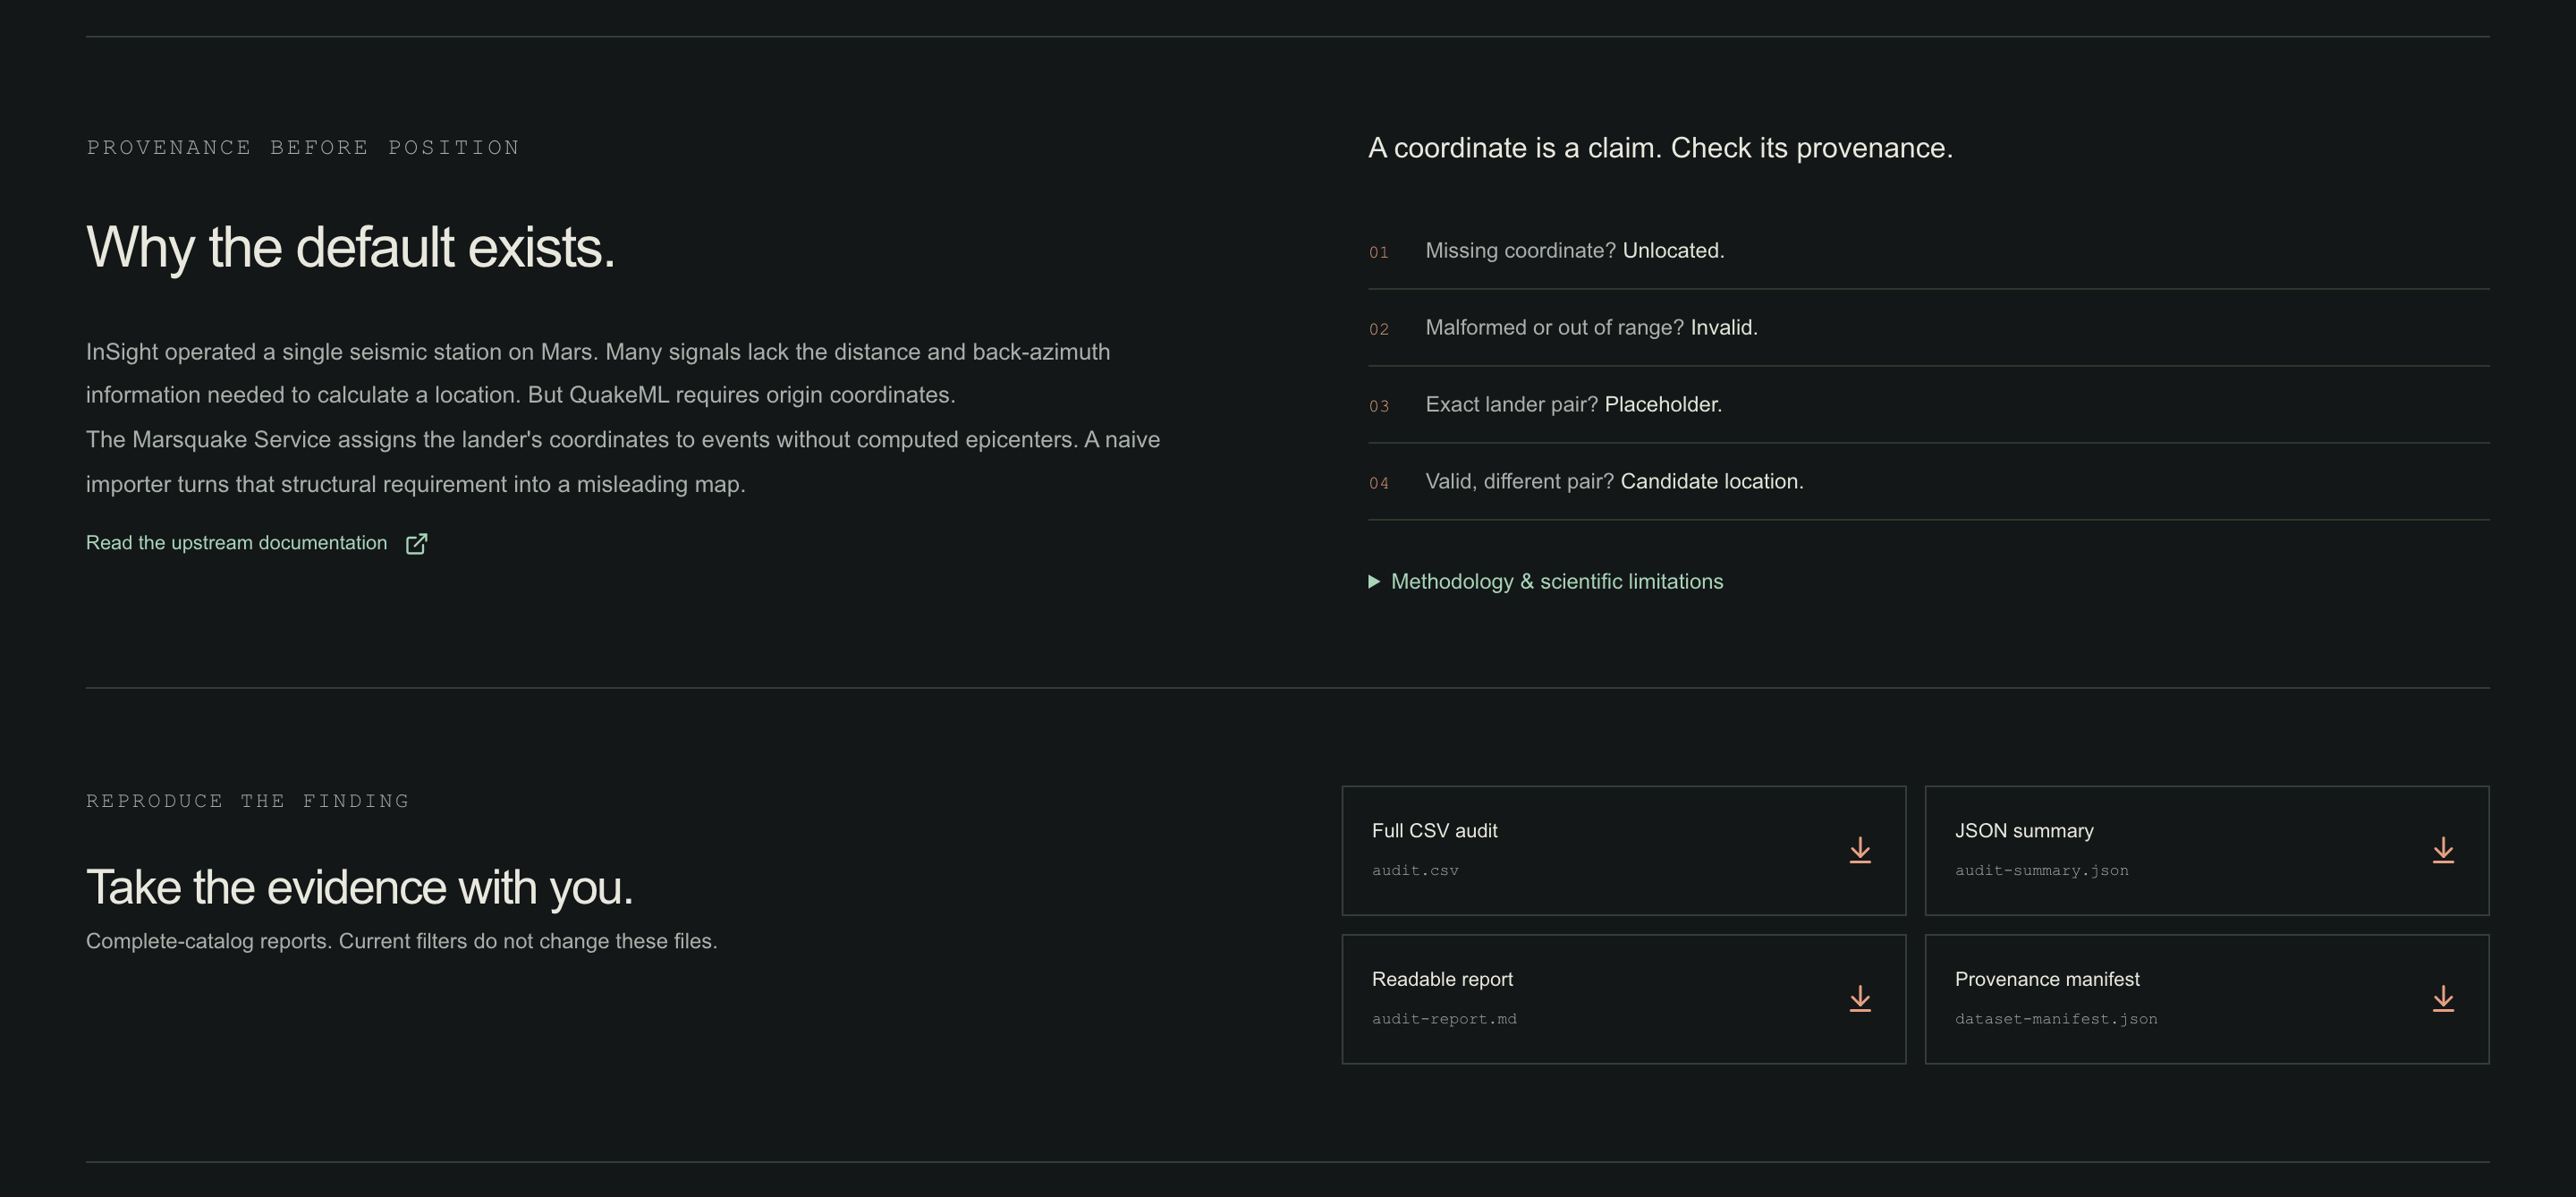 PROVENANCE BEFORE POSITION
Why the default exists.
InSight operated a single seismic station on Mars. Many signals lack the distance and back-azimuth
information needed to calculate a location. But QuakeML requires origin coordinates.
The Marsquake Service assigns the lander's coordinates to events without computed epicenters. A naive
importer turns that structural requirement into a misleading map.
Read the upstream documentation
A coordinate is a claim. Check its provenance.
01 Missing coordinate? Unlocated.
02 Malformed or out of range? Invalid.
03 Exact lander pair? Placeholder.
04 Valid, different pair? Candidate location.
Methodology & scientific limitations
REPRODUCE THE FINDING
Take the evidence with you.
Complete-catalog reports. Current filters do not change these files.
Full CSV audit
audit.csv
JSON summary
audit-summary.json
Readable report
audit-report.md
Provenance manifest
dataset-manifest.json